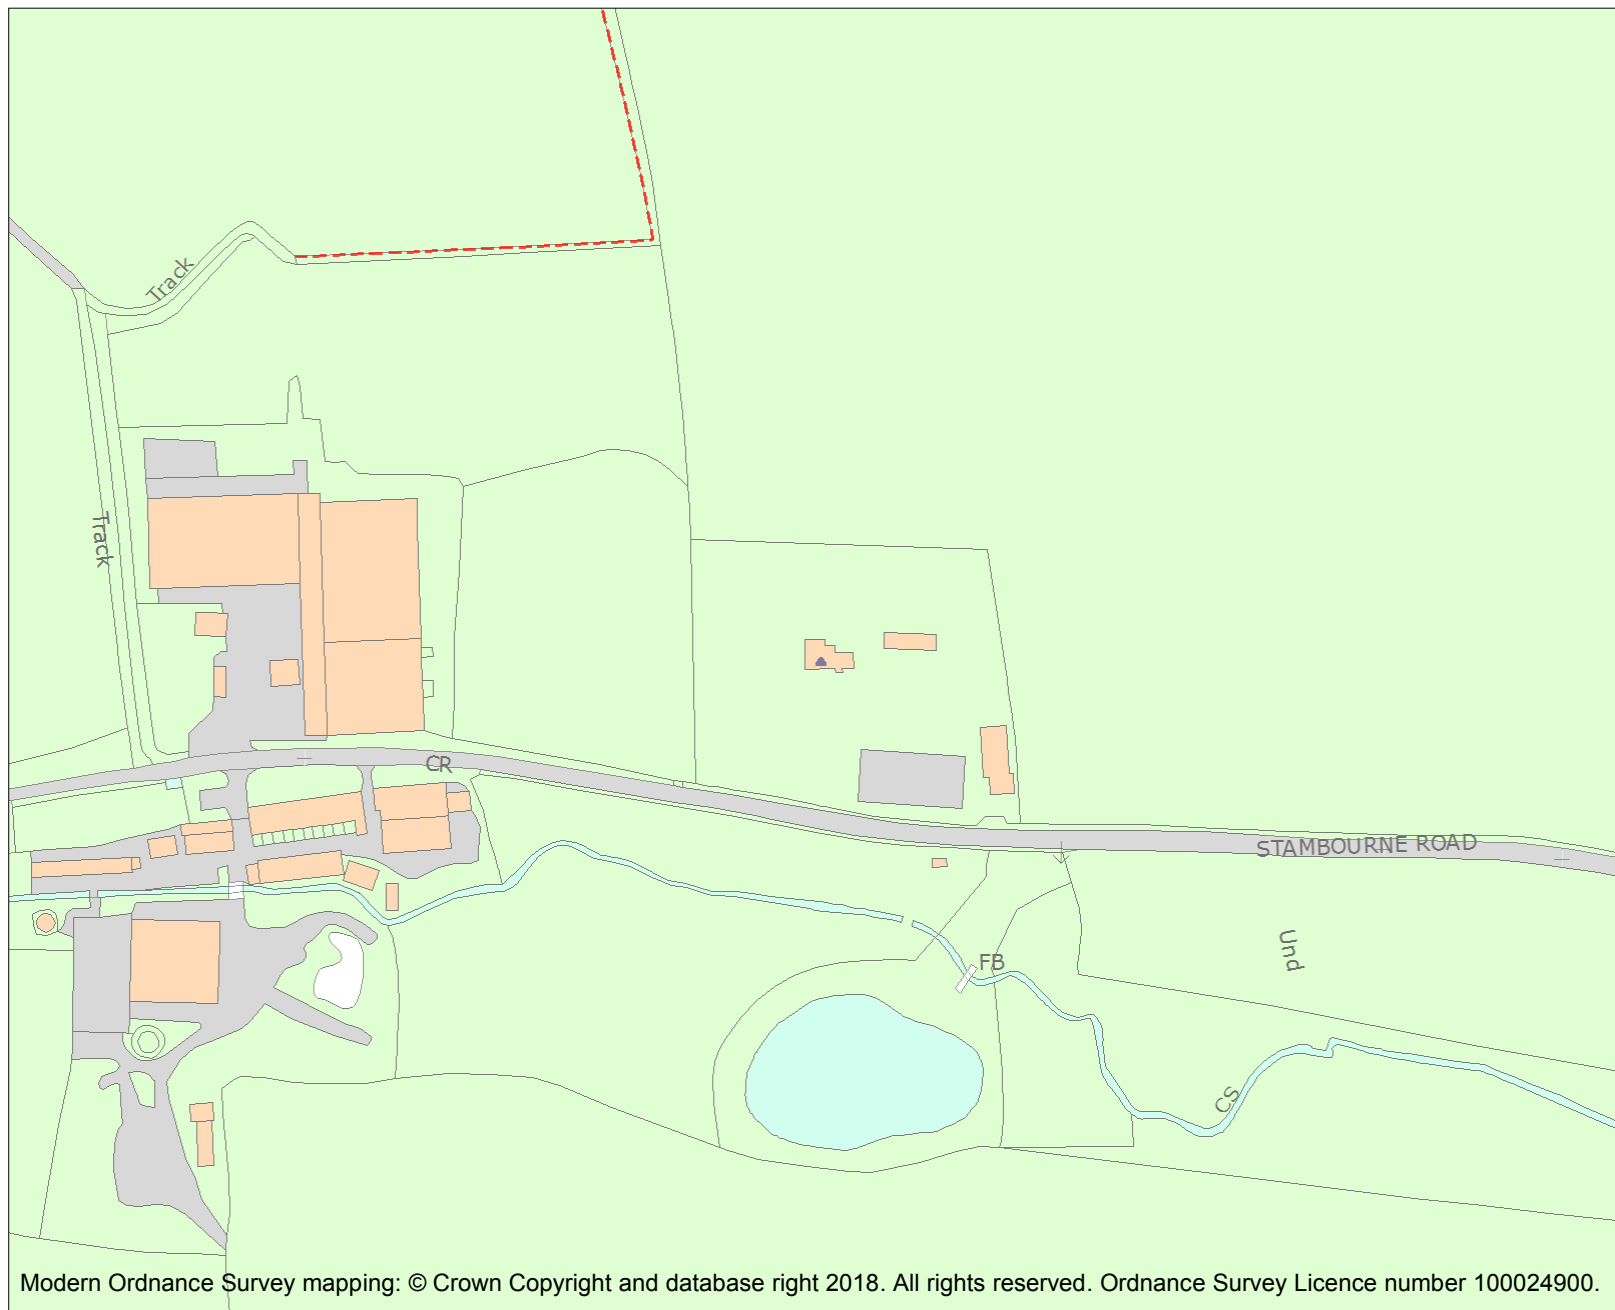 Track
Track
CR
STAMBOURNE ROAD
Und
FB
CS
Modern Ordnance Survey mapping: © Crown Copyright and database right 2018. All rights reserved. Ordnance Survey Licence number 100024900.